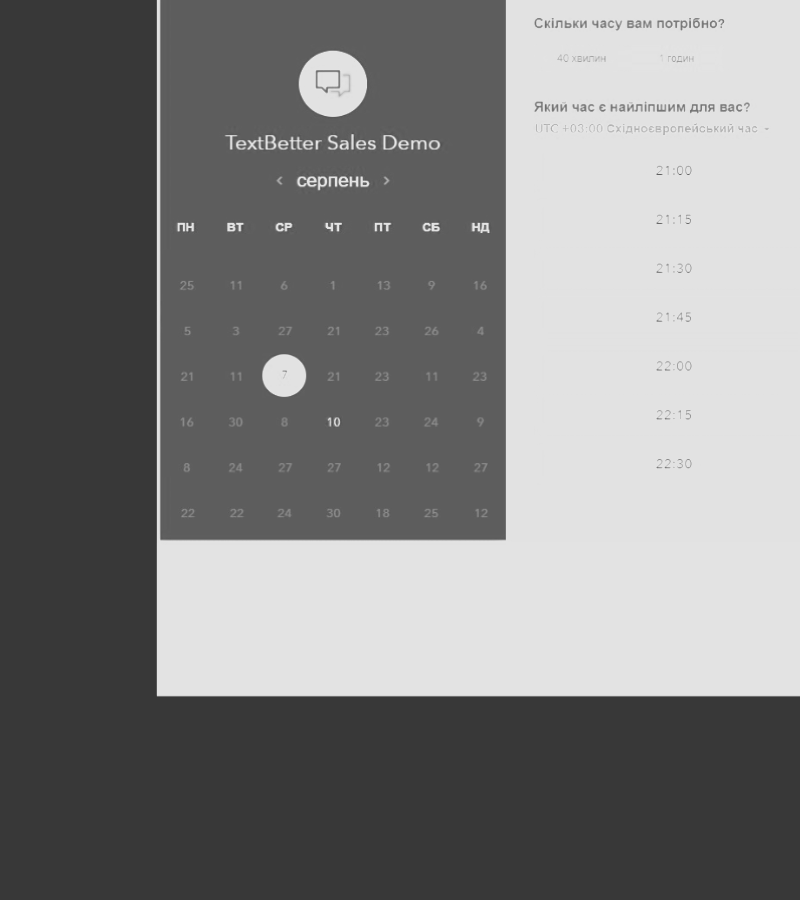 TextBetter Sales Demo
серпень
ПН ВТ СР ЧТ ПТ СБ НД
25 11 6 1 13 9 16
5 3 27 21 23 26 4
21 11 7 21 23 11 23
16 30 8 10 23 24 9
8 24 27 27 12 12 27
22 22 24 30 18 25 12
Скільки часу вам потрібно?
40 хвилин 1 годин
Який час є найліпшим для вас?
UTC +03:00 Східноєвропейський час
21:00
21:15
21:30
21:45
22:00
22:15
22:30